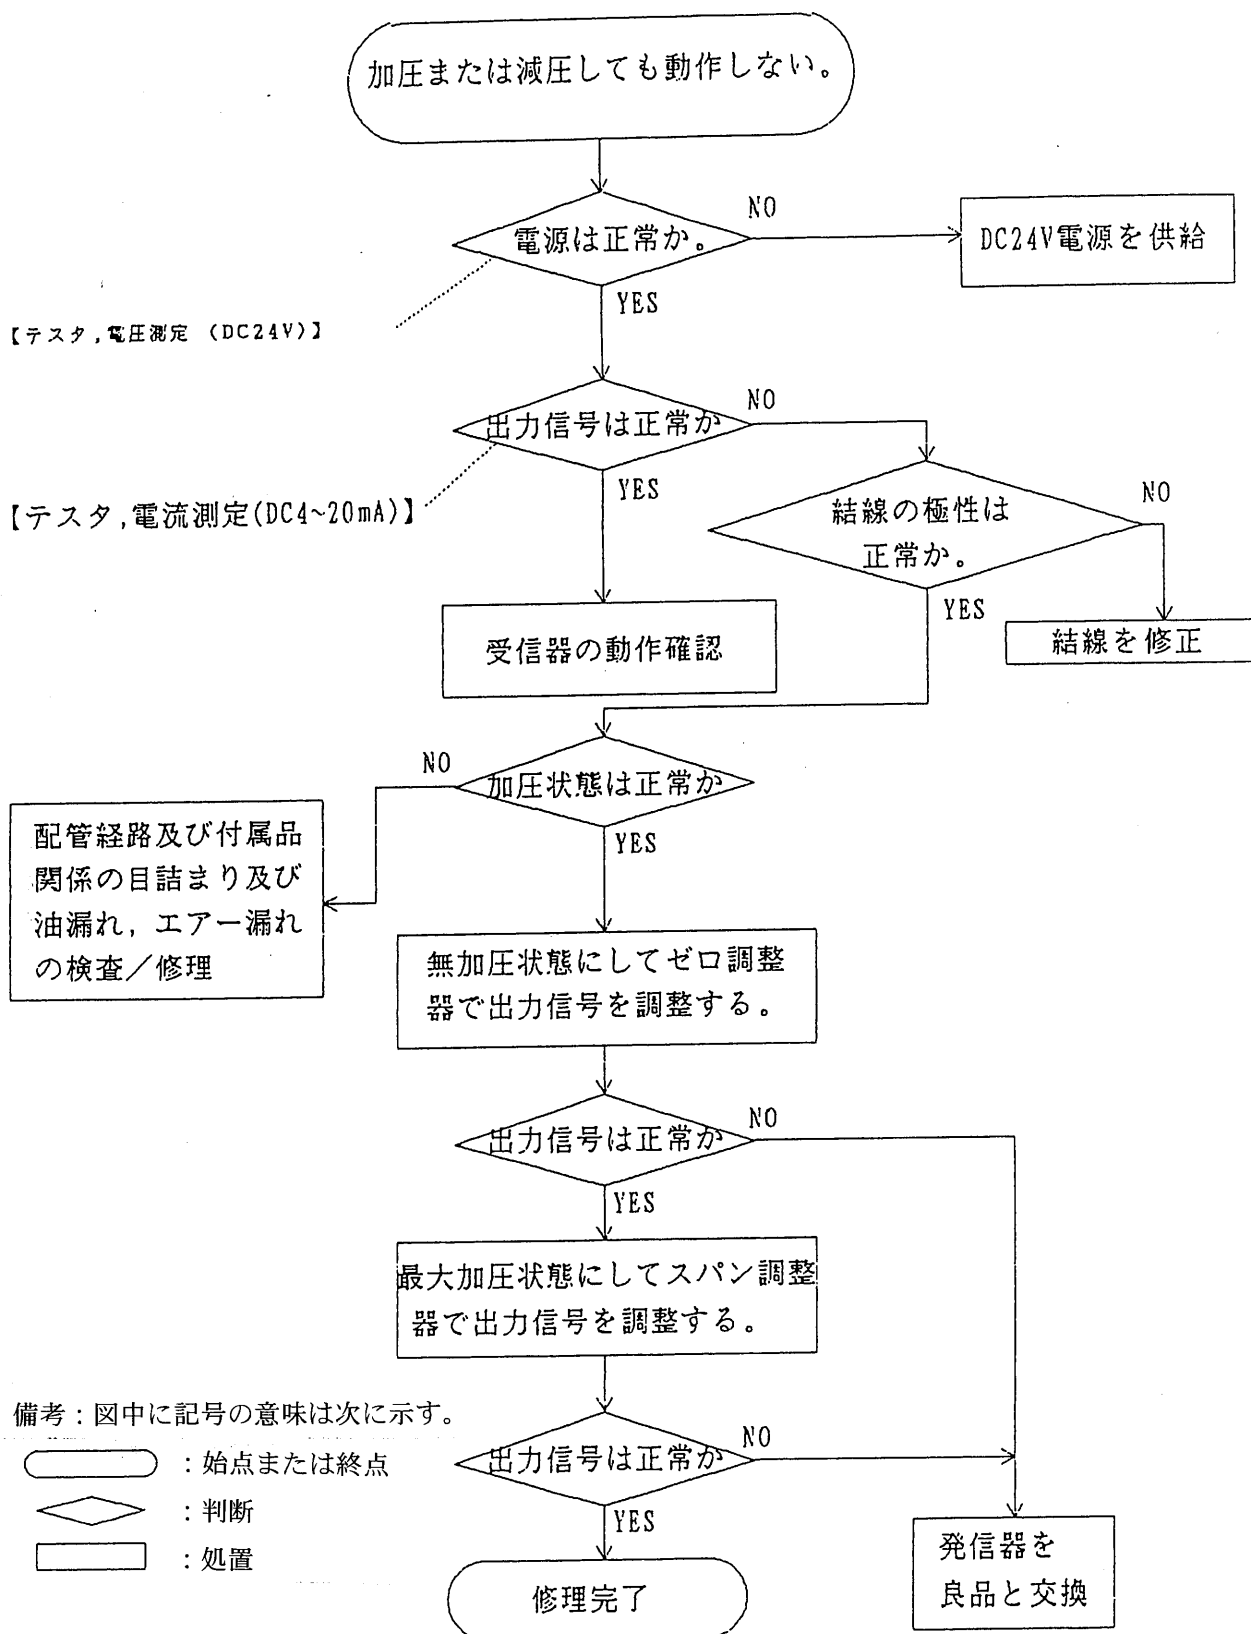 加圧または減圧しても動作しない。
電源は正常か。
NO
DC24V電源を供給
YES
【テスタ,電圧測定 (DC24V)】
出力信号は正常か
NO
YES
【テスタ,電流測定(DC4~20mA)】
結線の極性は
正常か。
NO
YES
結線を修正
受信器の動作確認
加圧状態は正常か
NO
YES
配管経路及び付属品
関係の目詰まり及び
油漏れ,エアー漏れ
の検査/修理
無加圧状態にしてゼロ調整
器で出力信号を調整する。
出力信号は正常か
NO
YES
最大加圧状態にしてスパン調整
器で出力信号を調整する。
出力信号は正常か
NO
YES
発信器を
良品と交換
修理完了
備考:図中に記号の意味は次に示す。
:始点または終点
:判断
:処置